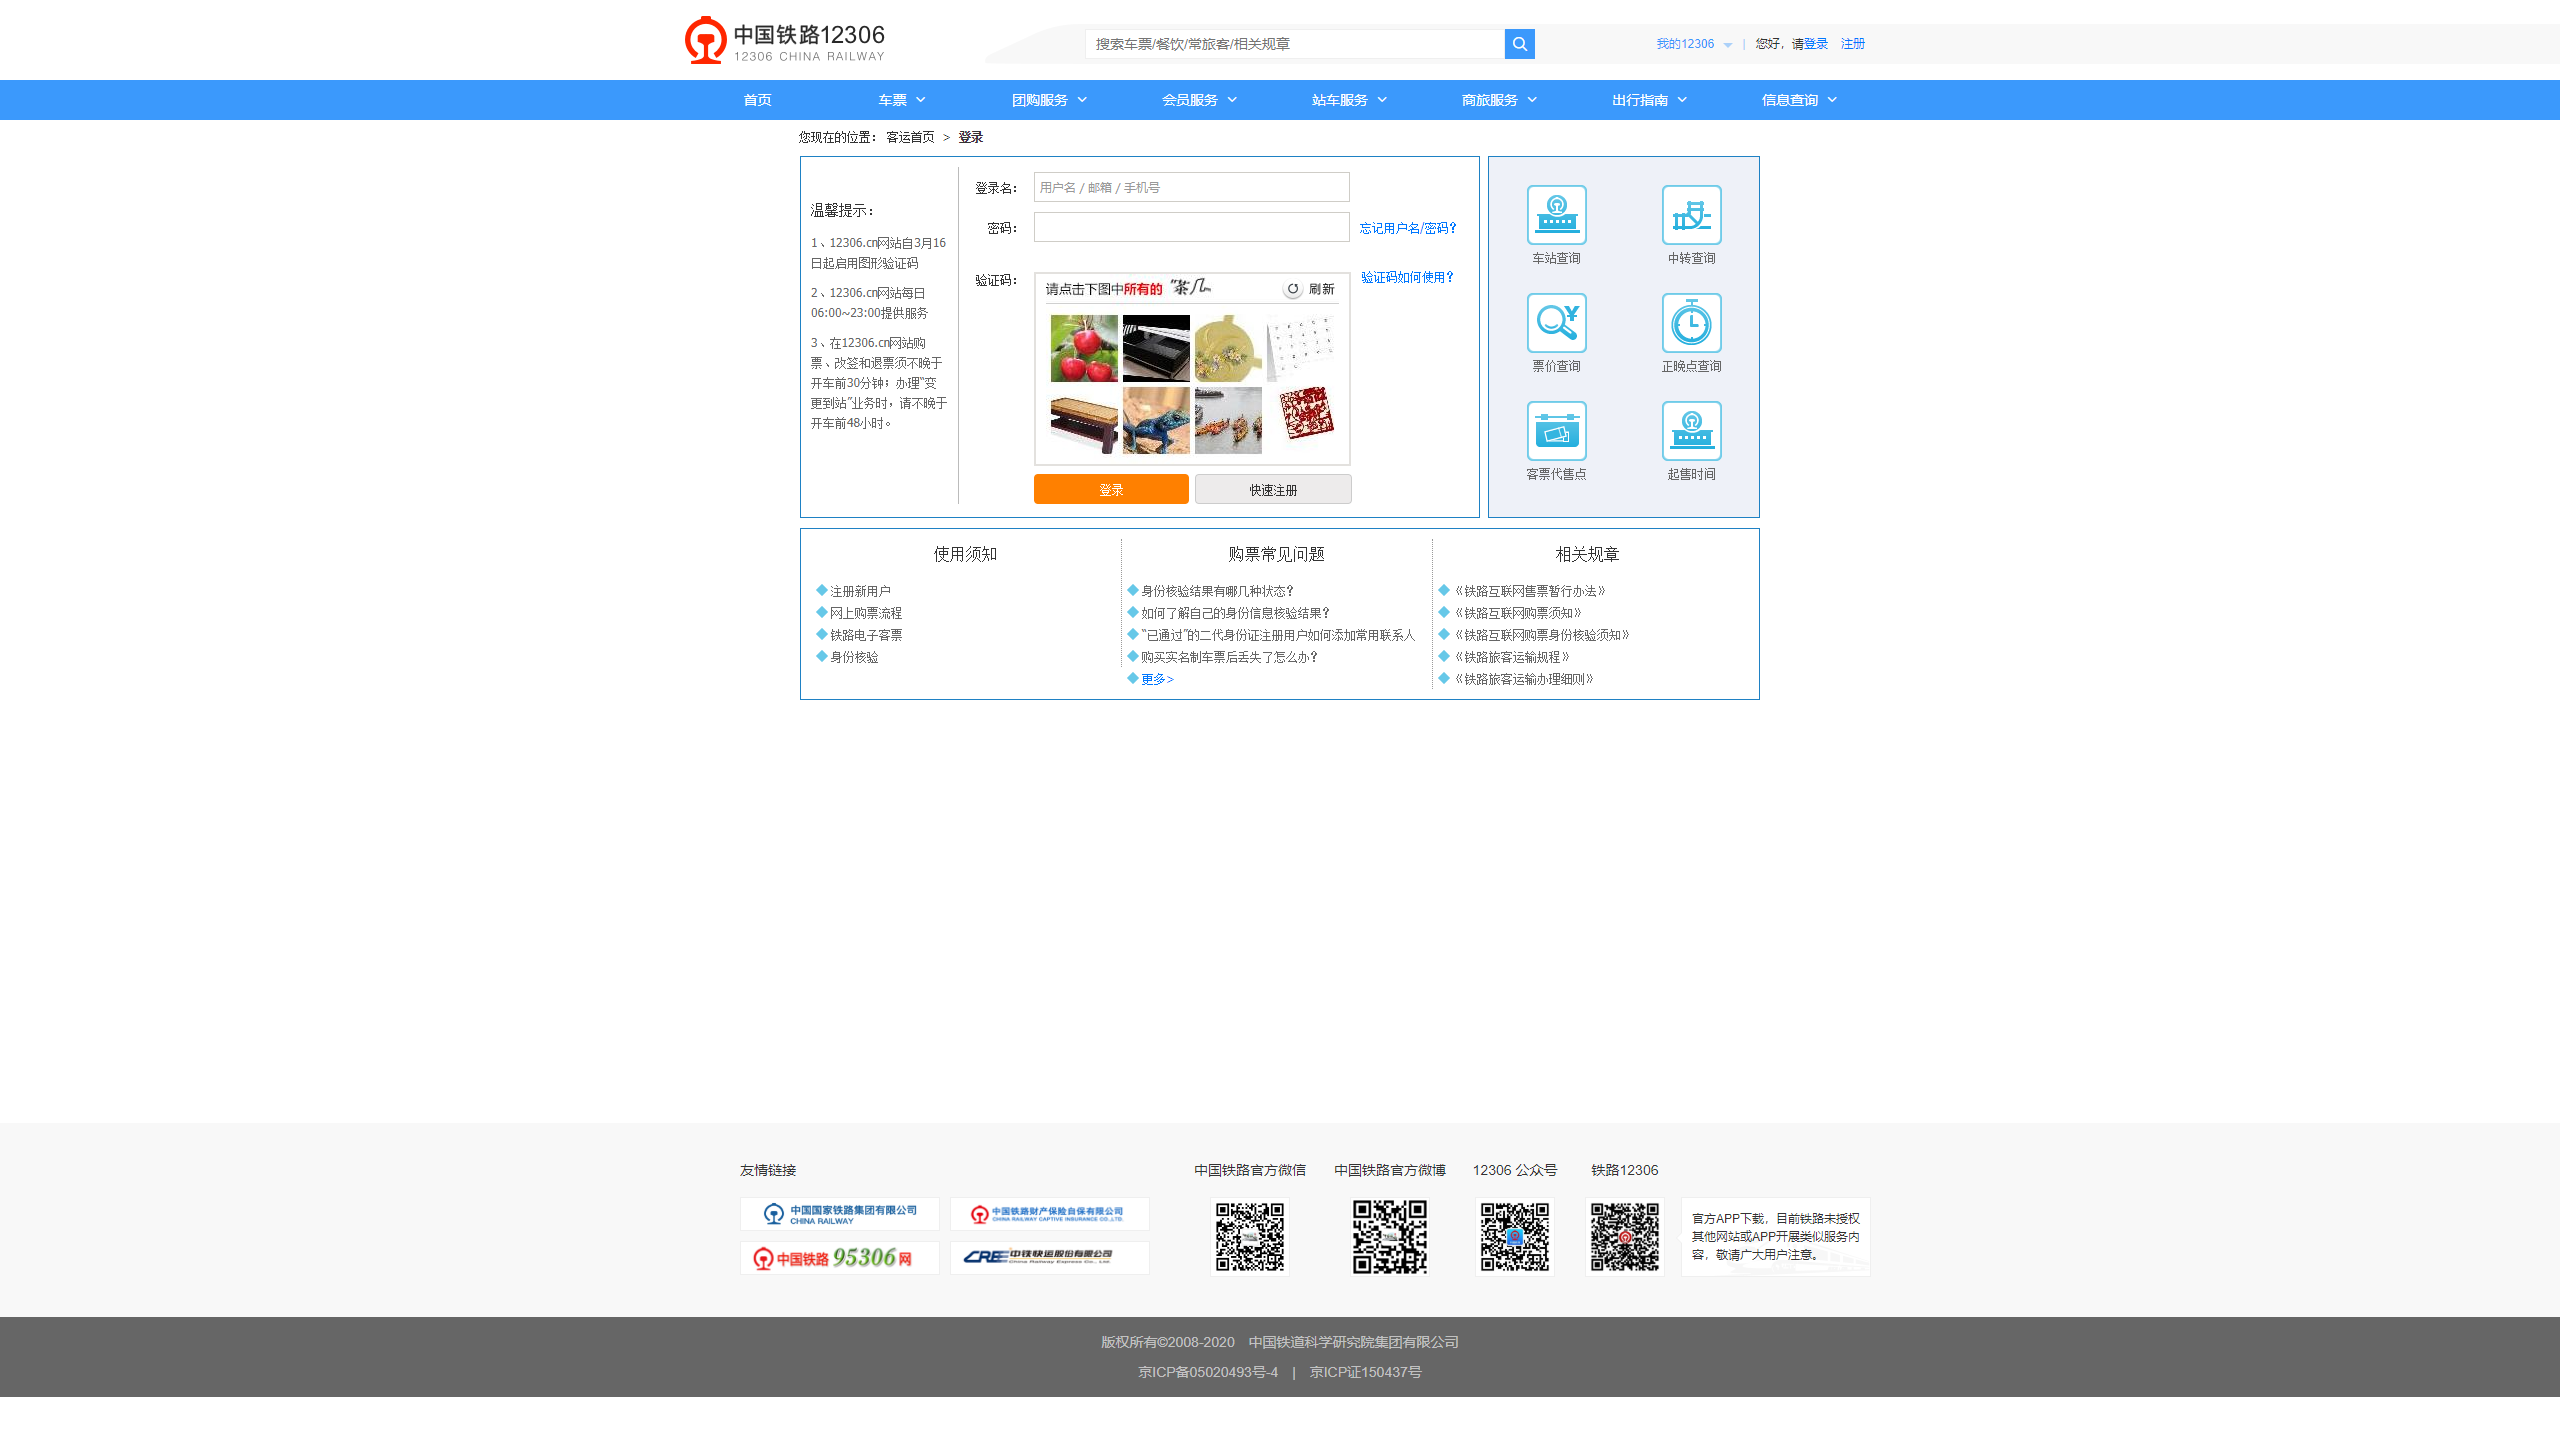 中国铁路12306
12306 CHINA RAILWAY
搜索车票/餐饮/常旅客/相关规章
我的12306 | 您好，请登录 注册
首页 车票 团购服务 会员服务 站车服务 商旅服务 出行指南 信息查询
您现在的位置： 客运首页 > 登录
温馨提示：
1、12306.cn网站自3月16
日起启用图形验证码
2、12306.cn网站每日
06:00~23:00提供服务
3、在12306.cn网站购
票、改签和退票须不晚于
开车前30分钟；办理“变
更到站”业务时，请不晚于
开车前48小时。
登录名：
用户名 / 邮箱 / 手机号
密码：
忘记用户名/密码？
验证码：
请点击下图中所有的 茶几
刷新
验证码如何使用？
登录
快速注册
车站查询
中转查询
票价查询
正晚点查询
客票代售点
起售时间
使用须知
注册新用户
网上购票流程
铁路电子客票
身份核验
购票常见问题
身份核验结果有哪几种状态？
如何了解自己的身份信息核验结果？
“已通过”的二代身份证注册用户如何添加常用联系人
购买实名制车票后丢失了怎么办？
更多>
相关规章
《铁路互联网售票暂行办法》
《铁路互联网购票须知》
《铁路互联网购票身份核验须知》
《铁路旅客运输规程》
《铁路旅客运输办理细则》
友情链接
中国国家铁路集团有限公司
CHINA RAILWAY
中国铁路财产保险自保有限公司
CHINA RAILWAY CAPTIVE INSURANCE CO.,LTD.
中国铁路 95306 网
CRE 中铁快运股份有限公司
China Railway Express Co., Ltd
中国铁路官方微信
中国铁路官方微博
12306 公众号
铁路12306
官方APP下载，目前铁路未授权
其他网站或APP开展类似服务内
容，敬请广大用户注意。
版权所有©2008-2020 中国铁道科学研究院集团有限公司
京ICP备05020493号-4 | 京ICP证150437号